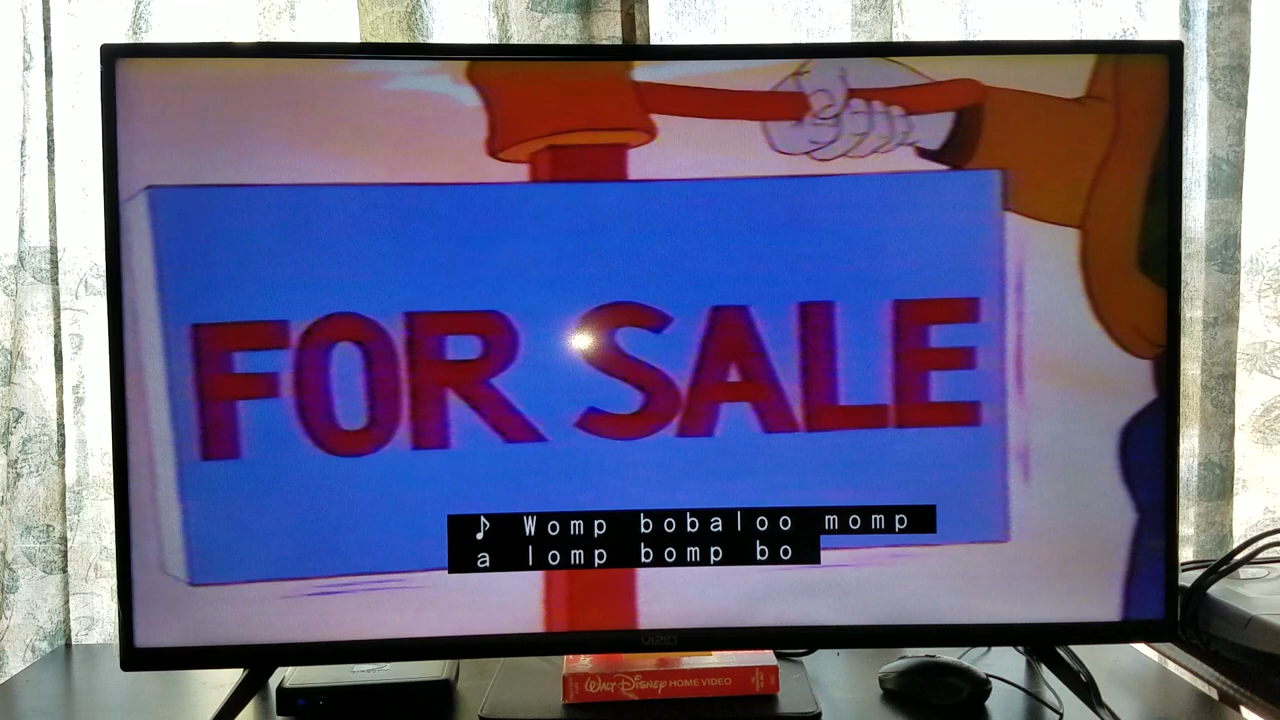 FOR SALE
♪ Womp bobaloo momp
a lomp bomp bo
VIZIO
WALT DISNEY HOME VIDEO